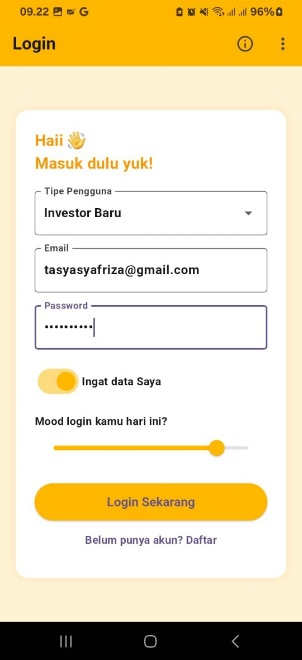 09.22 G 96%
Login
Haii 👋
Masuk dulu yuk!
Tipe Pengguna
Investor Baru
Email
tasyasyafriza@gmail.com
Password
••••••••••
Ingat data Saya
Mood login kamu hari ini?
Login Sekarang
Belum punya akun? Daftar